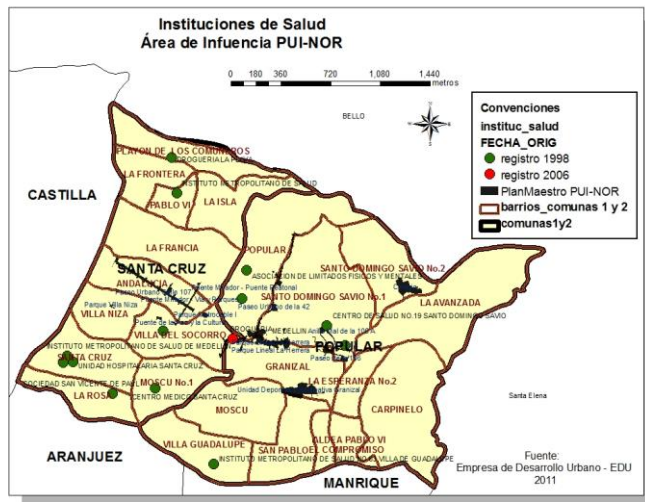 Instituciones de Salud
Área de Infuencia PUI-NOR
0 180 360 720 1,080 1,440
metros
BELLO
Convenciones
instituc_salud
FECHA_ORIG
registro 1998
registro 2006
PlanMaestro PUI-NOR
barrios_comunas 1 y 2
comunas1y2
CASTILLA
PLAYON DE LOS COMUNEROS
LA FRONTERA
INSTITUTO METROPOLITANO DE SALUD
PABLO VI
LA ISLA
LA FRANCIA
POPULAR
SANTA CRUZ
ASOCIACION DE LIMITADOS FISICOS Y MENTALES
SANTO DOMINGO SAVIO No.2
ANDALUCIA
SANTO DOMINGO SAVIO No.1
LA AVANZADA
Parque Villa Niza
Paseo Urbano de la 42
VILLA NIZA
CENTRO DE SALUD NO.19 SANTO DOMINGO SAVIO
VILLA DEL SOCORRO
POPULAR
INSTITUTO METROPOLITANO DE SALUD DE MEDELLIN
Parque Lineal La Herrera
SANTA CRUZ
UNIDAD HOSPITALARIA SANTA CRUZ
GRANIZAL
SOCIEDAD SAN VICENTE DE PAUL
MOSCU No.1
LA ESPERANZA No.2
LA ROSA
CENTRO MEDICO SANTA CRUZ
Santa Elena
MOSCU
CARPINELO
VILLA GUADALUPE
ALDEA PABLO VI
SAN PABLO
EL COMPROMISO
ARANJUEZ
MANRIQUE
Fuente:
Empresa de Desarrollo Urbano - EDU
2011